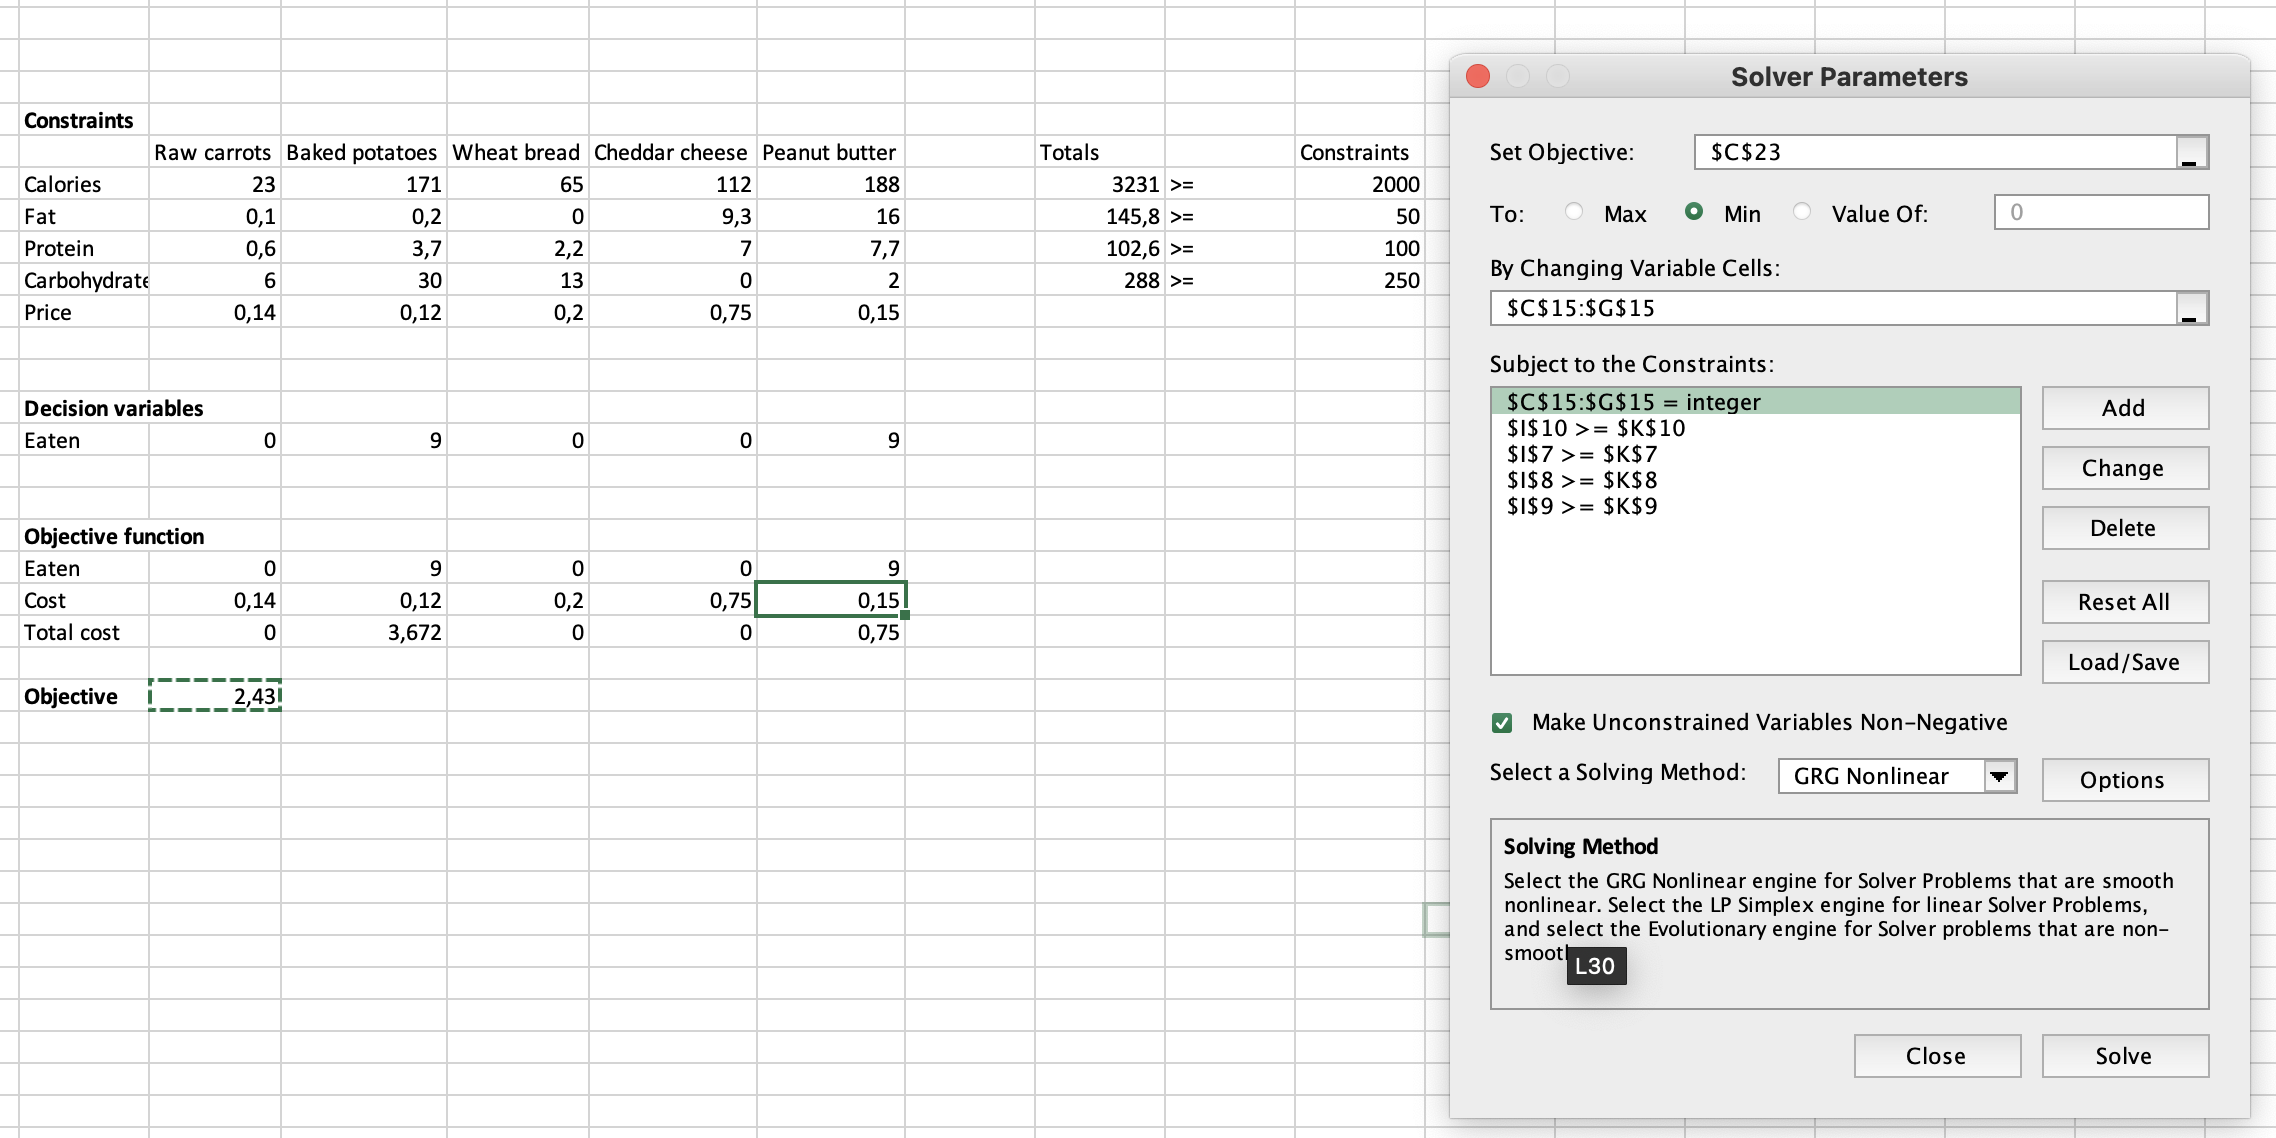 Constraints
Raw carrots Baked potatoes Wheat bread Cheddar cheese Peanut butter Totals Constraints
Calories 23 171 65 112 188 3231 >= 2000
Fat 0,1 0,2 0 9,3 16 145,8 >= 50
Protein 0,6 3,7 2,2 7 7,7 102,6 >= 100
Carbohydrate 6 30 13 0 2 288 >= 250
Price 0,14 0,12 0,2 0,75 0,15
Decision variables
Eaten 0 9 0 0 9
Objective function
Eaten 0 9 0 0 9
Cost 0,14 0,12 0,2 0,75 0,15
Total cost 0 3,672 0 0 0,75
Objective 2,43
Solver Parameters
Set Objective: $C$23
To: Max Min Value Of: 0
By Changing Variable Cells:
$C$15:$G$15
Subject to the Constraints:
$C$15:$G$15 = integer
$I$10 >= $K$10
$I$7 >= $K$7
$I$8 >= $K$8
$I$9 >= $K$9
Add
Change
Delete
Reset All
Load/Save
Make Unconstrained Variables Non-Negative
Select a Solving Method: GRG Nonlinear Options
Solving Method
Select the GRG Nonlinear engine for Solver Problems that are smooth
nonlinear. Select the LP Simplex engine for linear Solver Problems,
and select the Evolutionary engine for Solver problems that are non-
L30
Close Solve